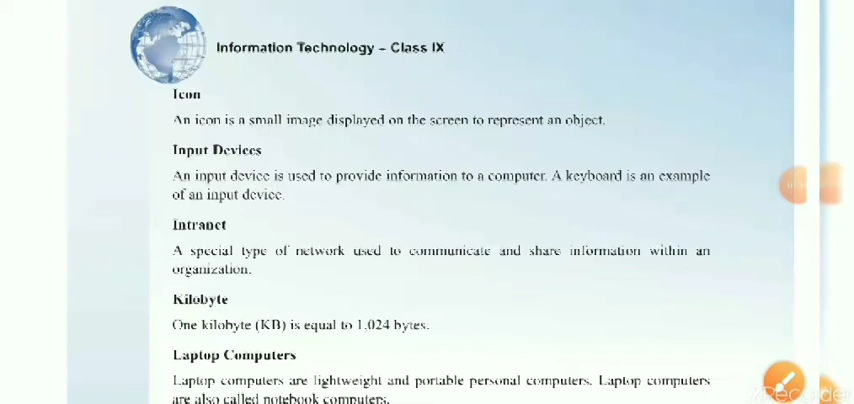 Information Technology – Class IX
Icon
An icon is a small image displayed on the screen to represent an object.
Input Devices
An input device is used to provide information to a computer. A keyboard is an example
of an input device.
Intranet
A special type of network used to communicate and share information within an
organization.
Kilobyte
One kilobyte (KB) is equal to 1,024 bytes.
Laptop Computers
Laptop computers are lightweight and portable personal computers. Laptop computers
are also called notebook computers.